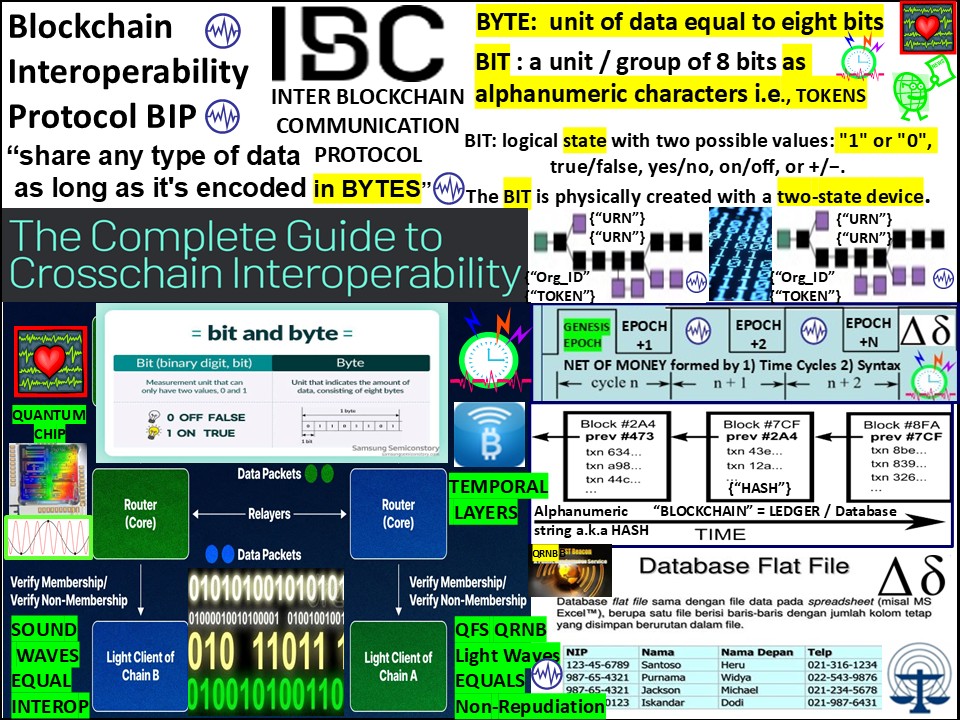 Blockchain
Interoperability
Protocol BIP
“share any type of data
as long as it's encoded in BYTES”
IBC
INTER BLOCKCHAIN
COMMUNICATION
PROTOCOL
BYTE: unit of data equal to eight bits
BIT : a unit / group of 8 bits as
alphanumeric characters i.e., TOKENS
BIT: logical state with two possible values: "1" or "0",
true/false, yes/no, on/off, or +/−.
The BIT is physically created with a two-state device.
The Complete Guide to
Crosschain Interoperability
{“URN”}
{“URN”}
{“Org_ID”
{“TOKEN”}
{“URN”}
{“URN”}
{“Org_ID”
{“TOKEN”}
= bit and byte =
Bit (binary digit, bit)
Byte
Measurement unit that can
only have two values, 0 and 1
Unit that indicates the amount of
data, consisting of eight bytes
0 OFF FALSE
1 ON TRUE
1 byte
0 1 1 0 1 1 0 1
1 bit
Samsung Semiconstory
QUANTUM
CHIP
GENESIS
EPOCH
EPOCH
+1
EPOCH
+2
EPOCH
+N
Δδ
NET OF MONEY formed by 1) Time Cycles 2) Syntax
cycle n
n + 1
n + 2
Block #2A4
prev #473
txn 634...
txn a98...
txn 44c...
...
Block #7CF
prev #2A4
txn 43e...
txn 12a...
...
{“HASH”}
Block #8FA
prev #7CF
txn 8be...
txn 839...
txn 326...
...
Alphanumeric
string a.k.a HASH
“BLOCKCHAIN” = LEDGER / Database
TIME
TEMPORAL
LAYERS
Data Packets
Router
(Core)
Relayers
Router
(Core)
Data Packets
Verify Membership/
Verify Non-Membership
Verify Membership/
Verify Non-Membership
Light Client of
Chain B
Light Client of
Chain A
SOUND
WAVES
EQUAL
INTEROP
QFS QRNB
Light Waves
EQUALS
Non-Repudiation
QRNB
Database Flat File
Δδ
Database flat file sama dengan file data pada spreedsheet (misal MS
Excel™), berupa satu file berisi baris-baris dengan jumlah kolom tetap
yang disimpan berurutan dalam file.
NIP Nama Nama Depan Telp
123-45-6789 Santoso Heru 021-316-1234
987-65-4321 Purnama Widya 022-543-9876
987-65-4321 Jackson Michael 021-234-5678
0123 Iskandar Dodi 021-987-6431